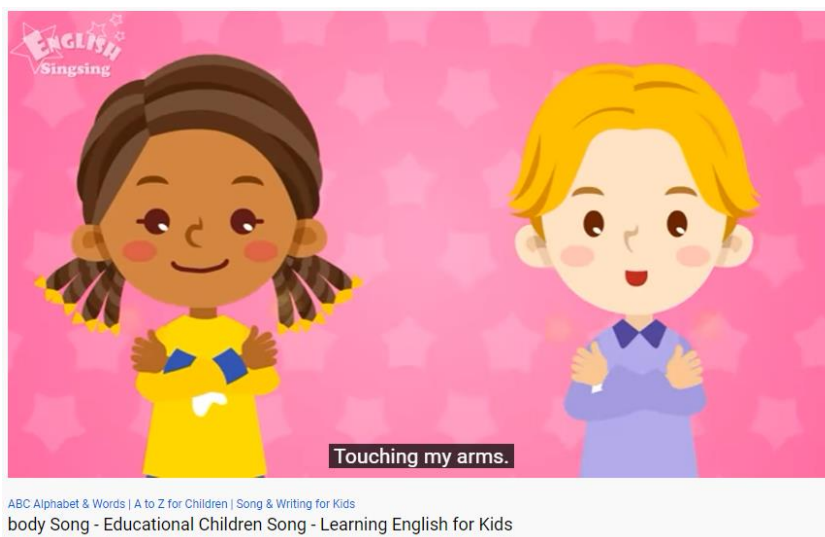 ENGLISH
Singsing
Touching my arms.
ABC Alphabet & Words | A to Z for Children | Song & Writing for Kids
body Song - Educational Children Song - Learning English for Kids